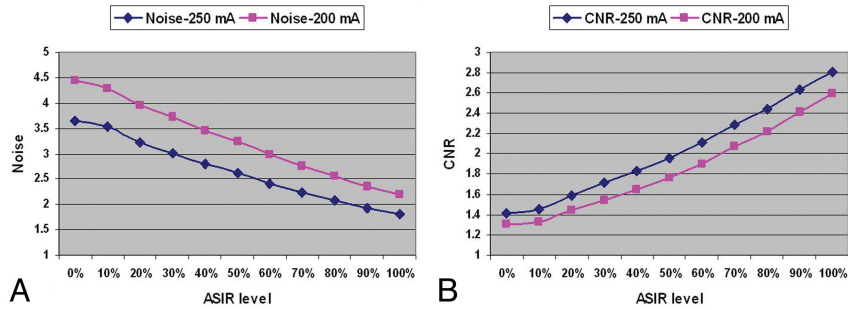 Noise-250 mA Noise-200 mA
5
4.5
4
3.5
3
2.5
2
1.5
1
Noise
0% 10% 20% 30% 40% 50% 60% 70% 80% 90% 100%
ASIR level
A
CNR-250 mA CNR-200 mA
3
2.8
2.6
2.4
2.2
2
1.8
1.6
1.4
1.2
1
CNR
0% 10% 20% 30% 40% 50% 60% 70% 80% 90% 100%
ASIR level
B